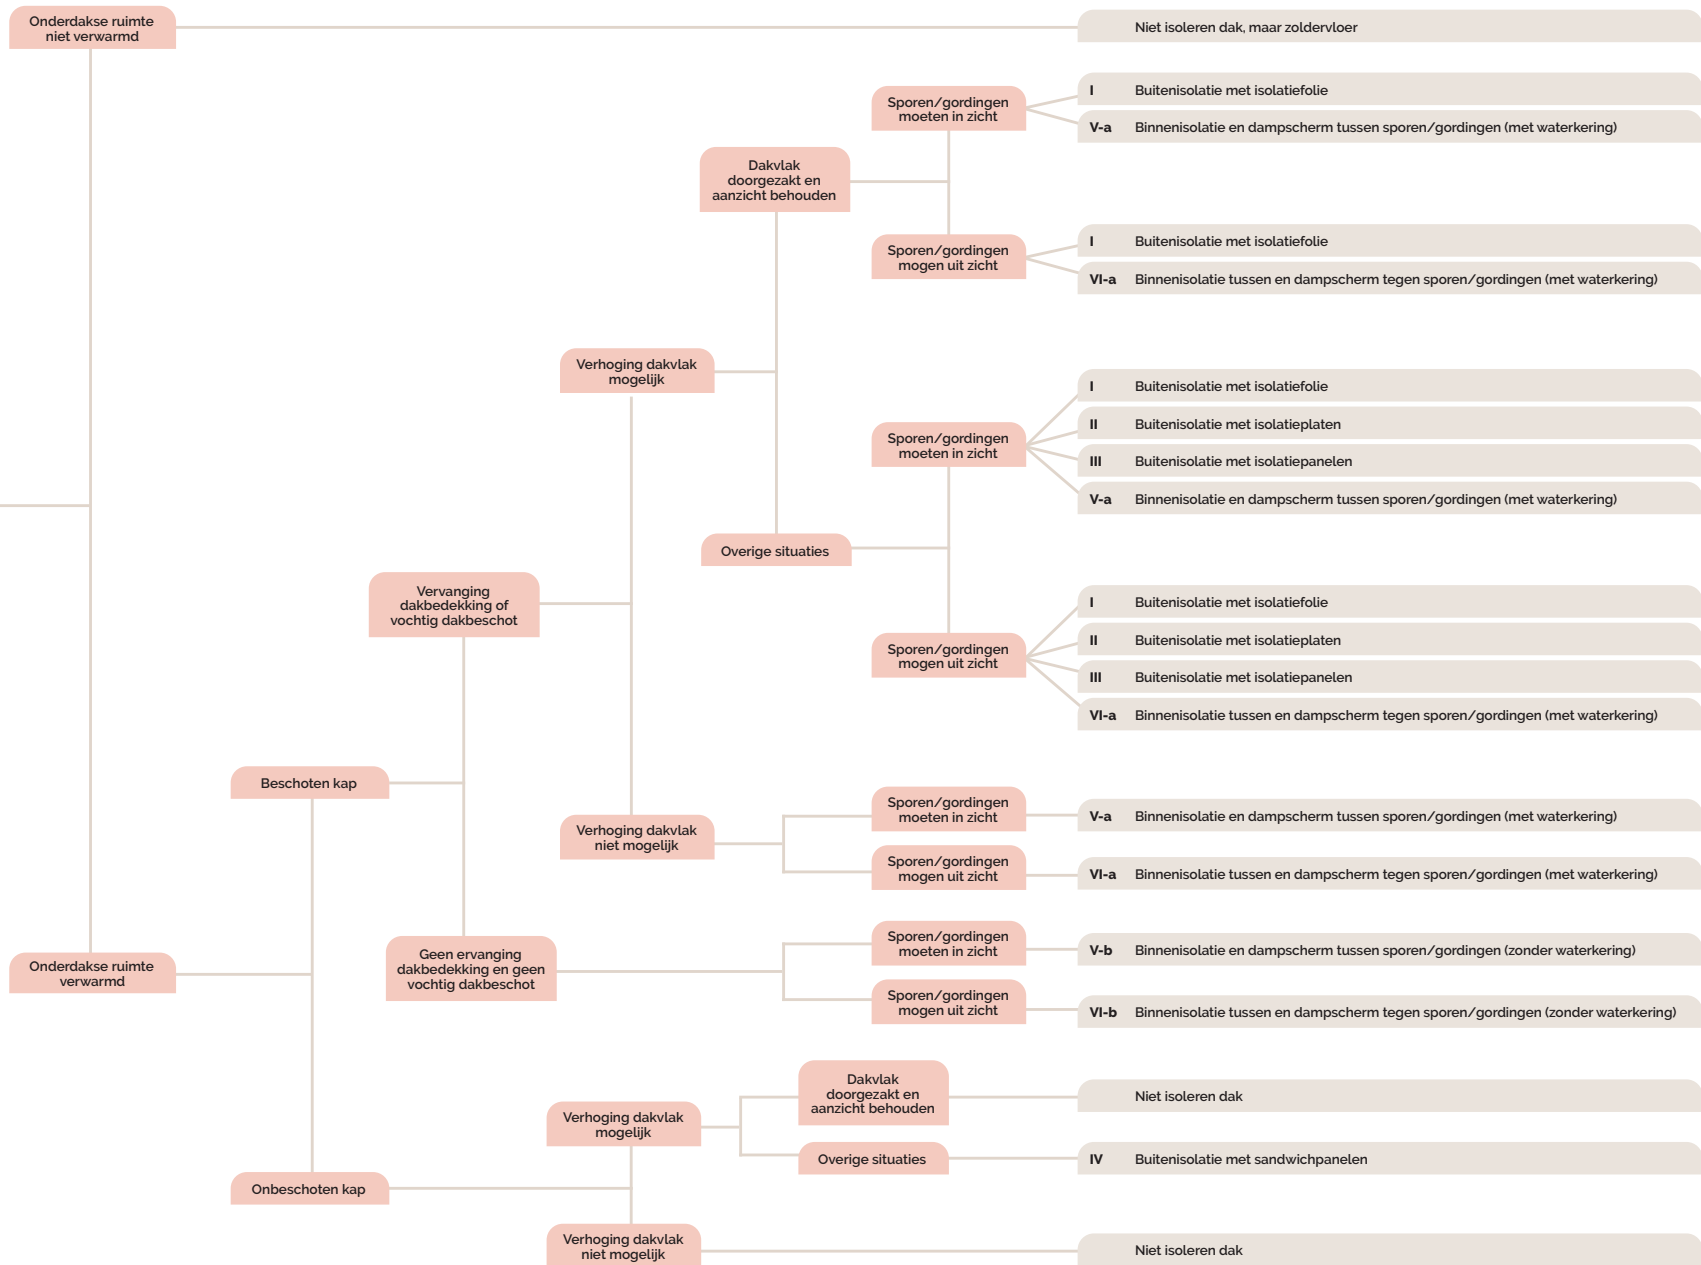 Onderdakse ruimte
niet verwarmd
Niet isoleren dak, maar zoldervloer
Sporen/gordingen
moeten in zicht
I Buitenisolatie met isolatiefolie
V-a Binnenisolatie en dampscherm tussen sporen/gordingen (met waterkering)
Dakvlak
doorgezakt en
aanzicht behouden
Sporen/gordingen
mogen uit zicht
I Buitenisolatie met isolatiefolie
VI-a Binnenisolatie tussen en dampscherm tegen sporen/gordingen (met waterkering)
Verhoging dakvlak
mogelijk
Sporen/gordingen
moeten in zicht
I Buitenisolatie met isolatiefolie
II Buitenisolatie met isolatieplaten
III Buitenisolatie met isolatiepanelen
V-a Binnenisolatie en dampscherm tussen sporen/gordingen (met waterkering)
Overige situaties
Vervanging
dakbedekking of
vochtig dakbeschot
Sporen/gordingen
mogen uit zicht
I Buitenisolatie met isolatiefolie
II Buitenisolatie met isolatieplaten
III Buitenisolatie met isolatiepanelen
VI-a Binnenisolatie tussen en dampscherm tegen sporen/gordingen (met waterkering)
Beschoten kap
Verhoging dakvlak
niet mogelijk
Sporen/gordingen
moeten in zicht
V-a Binnenisolatie en dampscherm tussen sporen/gordingen (met waterkering)
Sporen/gordingen
mogen uit zicht
VI-a Binnenisolatie tussen en dampscherm tegen sporen/gordingen (met waterkering)
Onderdakse ruimte
verwarmd
Geen ervanging
dakbedekking en geen
vochtig dakbeschot
Sporen/gordingen
moeten in zicht
V-b Binnenisolatie en dampscherm tussen sporen/gordingen (zonder waterkering)
Sporen/gordingen
mogen uit zicht
VI-b Binnenisolatie tussen en dampscherm tegen sporen/gordingen (zonder waterkering)
Verhoging dakvlak
mogelijk
Dakvlak
doorgezakt en
aanzicht behouden
Niet isoleren dak
Overige situaties
IV Buitenisolatie met sandwichpanelen
Onbeschoten kap
Verhoging dakvlak
niet mogelijk
Niet isoleren dak